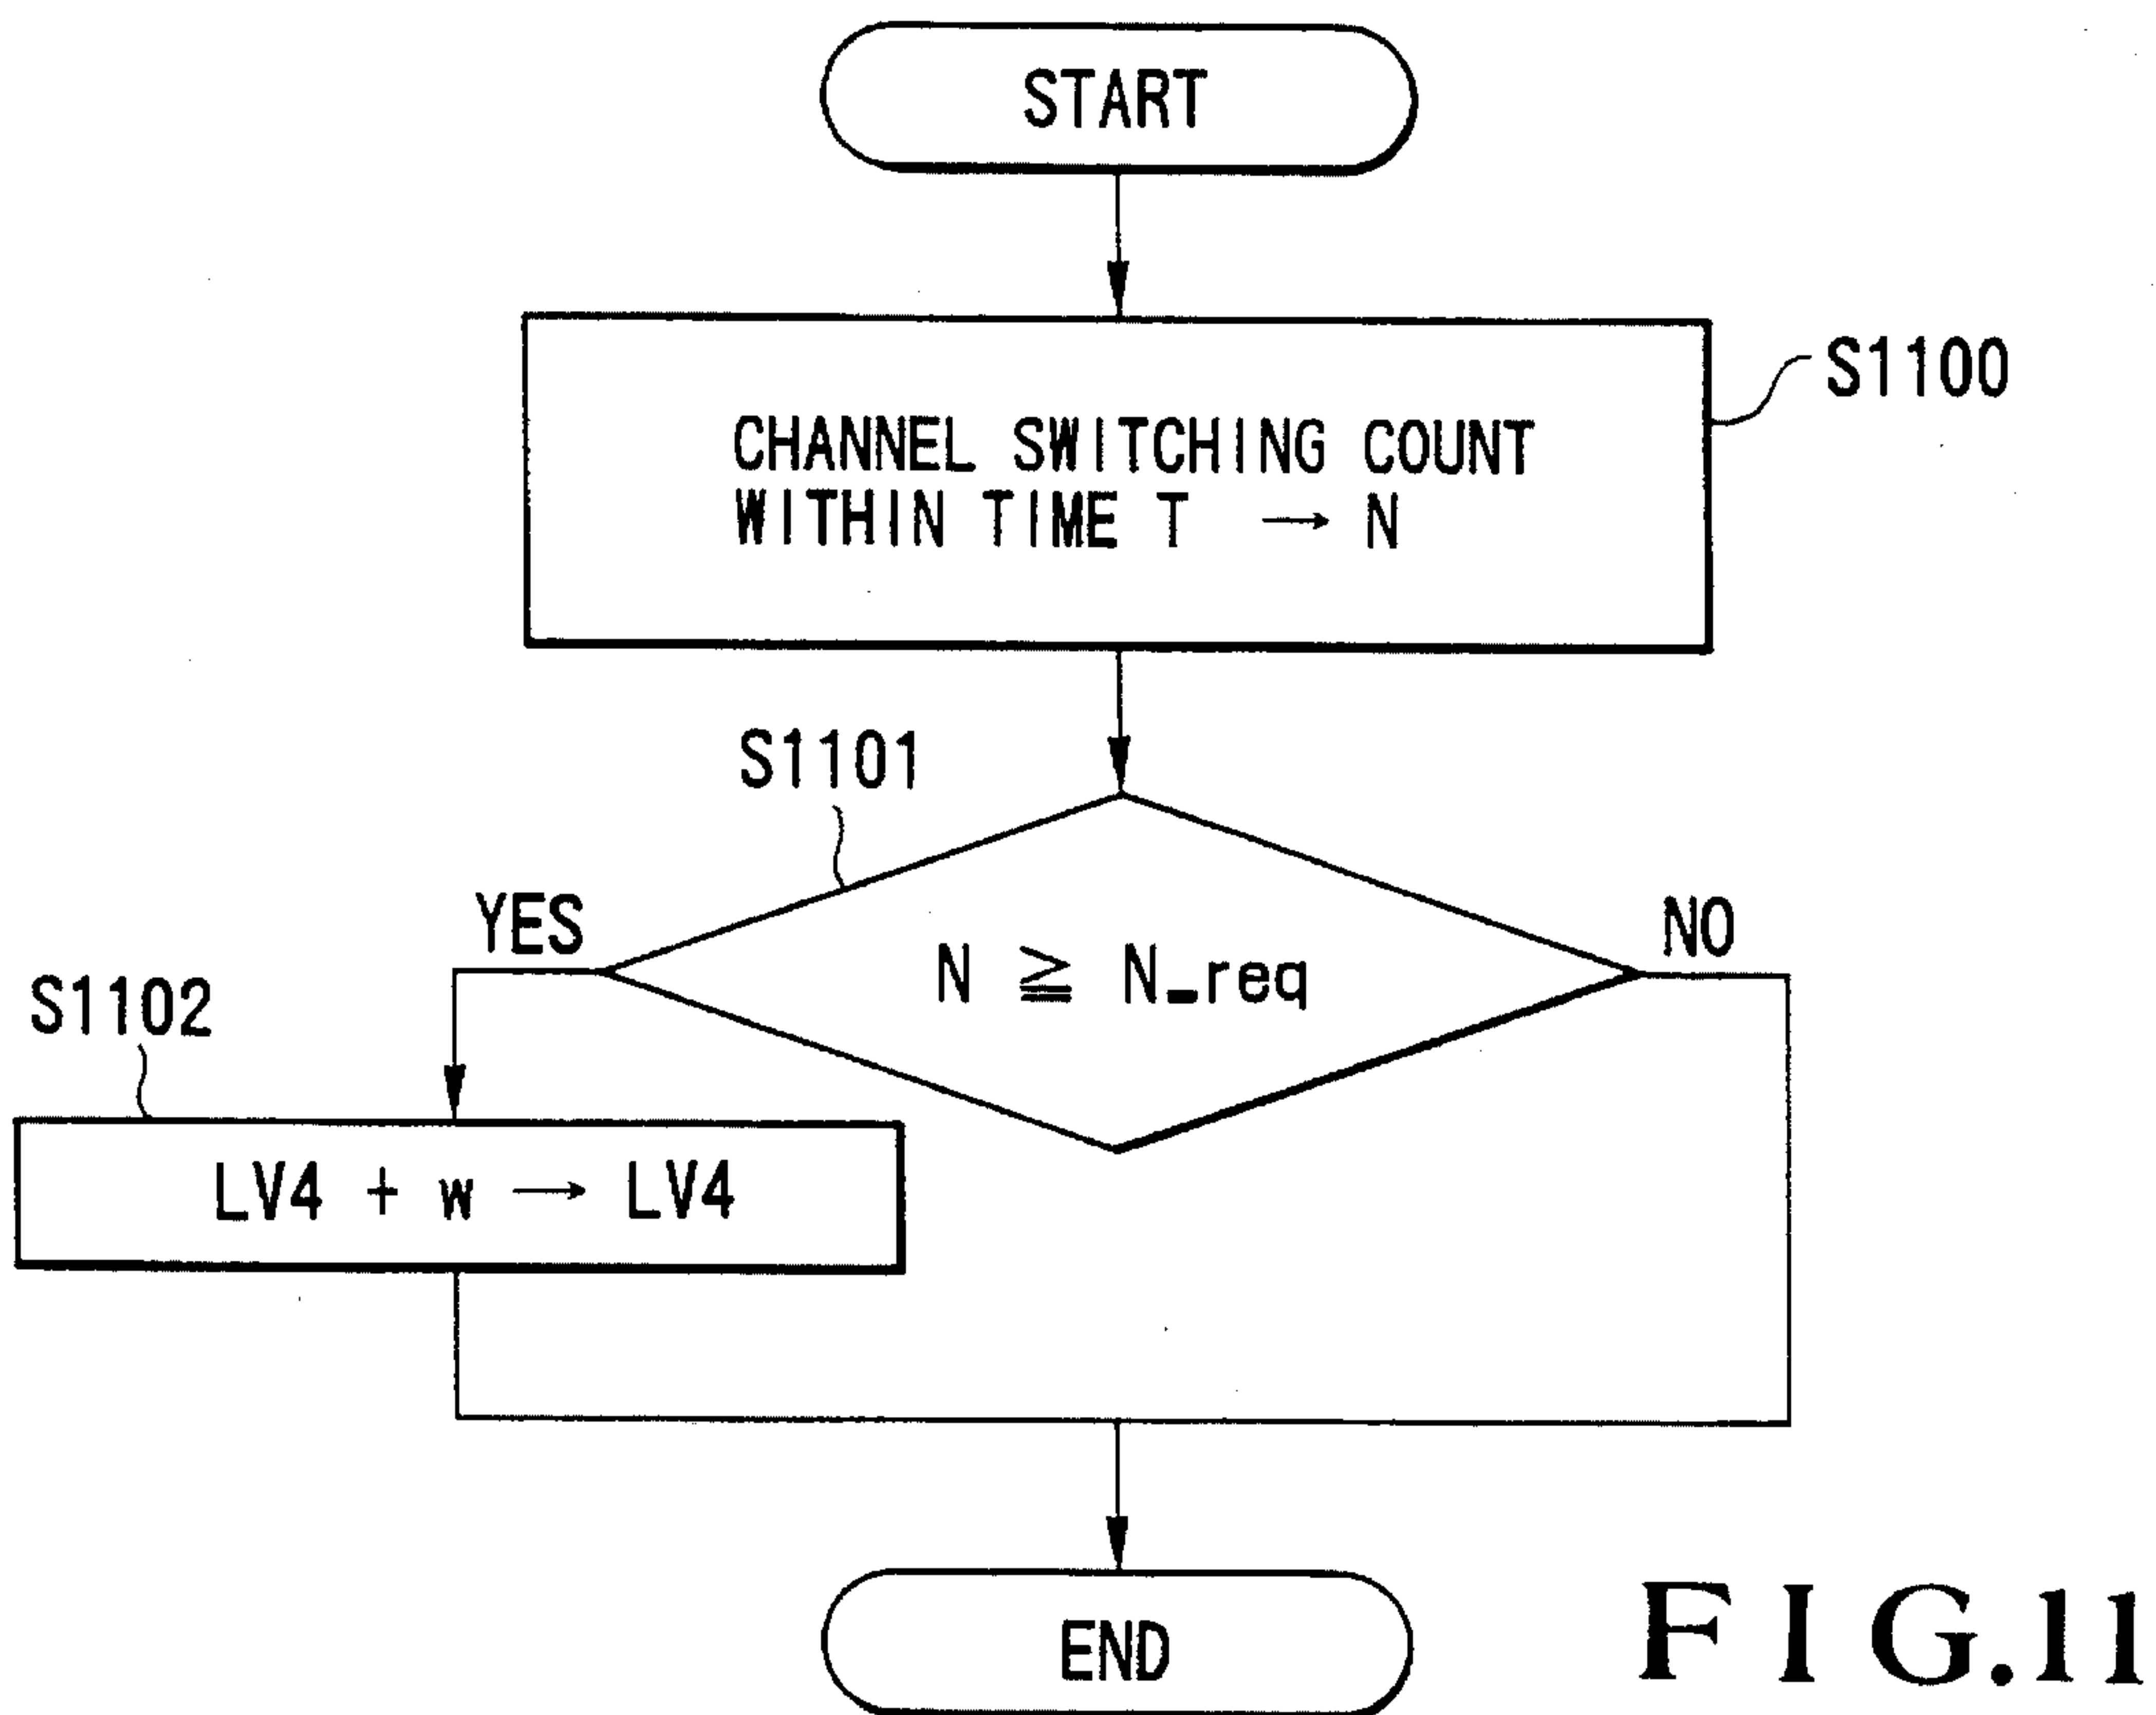 START
CHANNEL SWITCHING COUNT
WITHIN TIME T → N
S1100
S1101
YES
N ≧ N_req
NO
S1102
LV4 + w → LV4
END
FIG.11